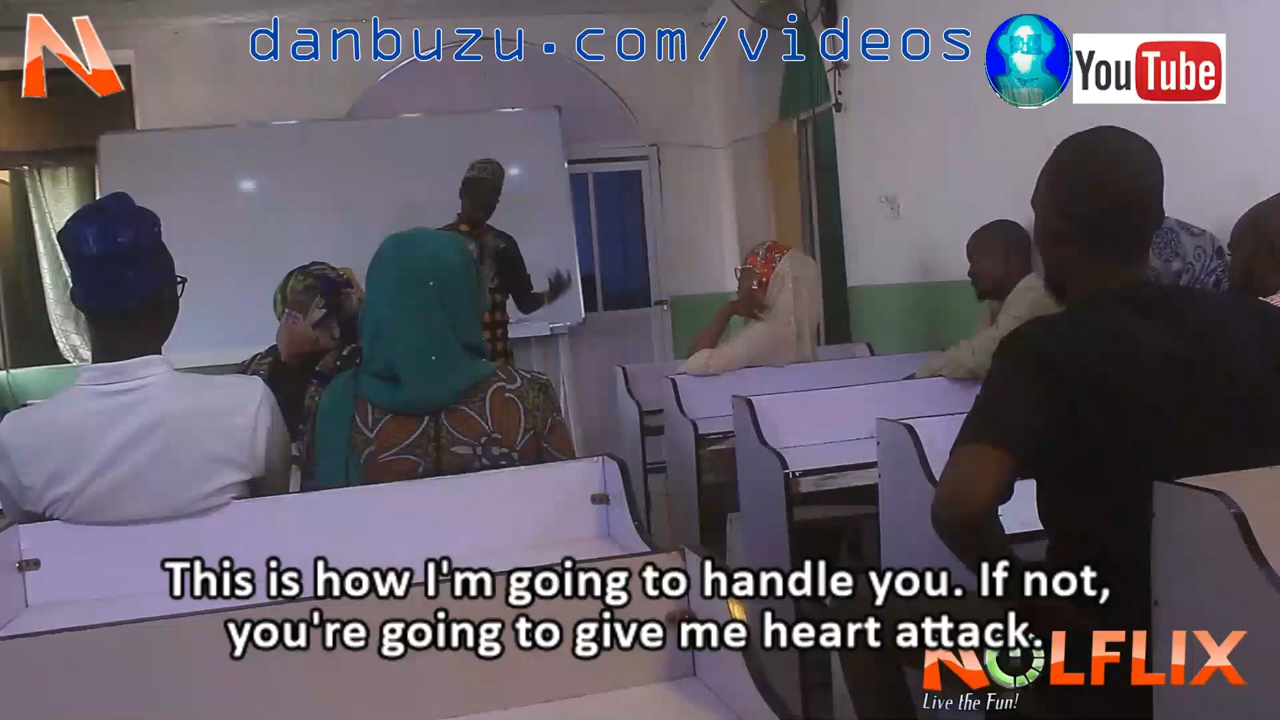 N
danbuzu.com/videos
YouTube
This is how I'm going to handle you. If not,
you're going to give me heart attack.
NOLFLIX
Live the Fun!